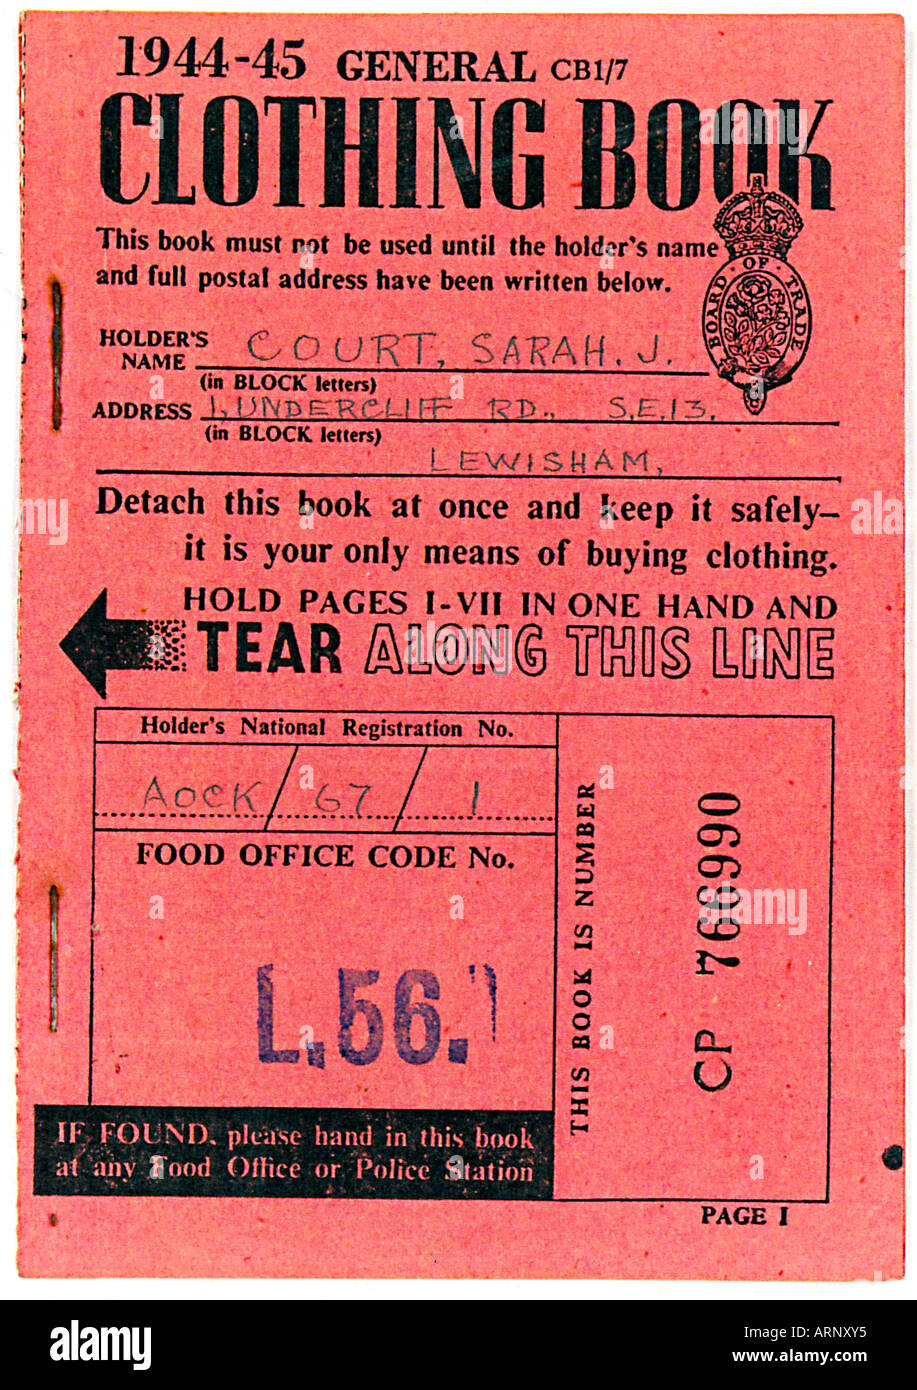 1944-45 GENERAL CB1/7
CLOTHING BOOK
This book must not be used until the holder's name
and full postal address have been written below.
BOARD · OF · TRADE
HOLDER'S
NAME COURT, SARAH. J.
(in BLOCK letters)
ADDRESS 1, UNDERCLIFF RD., S.E.13.
(in BLOCK letters)
LEWISHAM,
Detach this book at once and keep it safely—
it is your only means of buying clothing.
HOLD PAGES I-VII IN ONE HAND AND
TEAR ALONG THIS LINE
Holder's National Registration No.
AOCK / 67 / 1
FOOD OFFICE CODE No.
L.56.1
THIS BOOK IS NUMBER
CP 766990
IF FOUND, please hand in this book
at any Food Office or Police Station
PAGE I
alamy
Image ID: ARNXY5
www.alamy.com